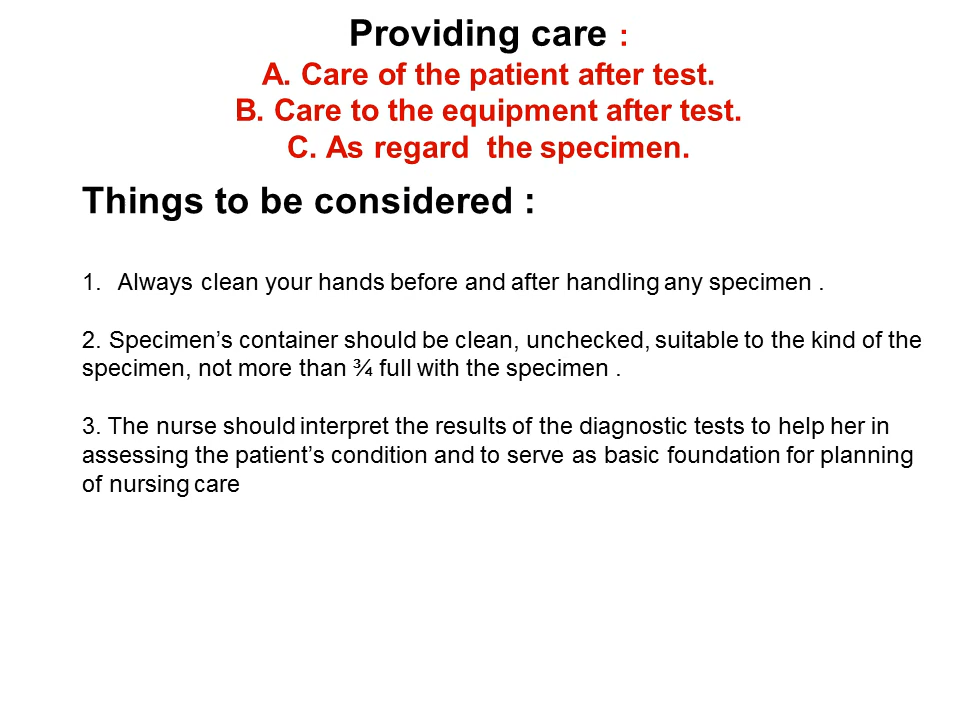 Providing care :
A. Care of the patient after test.
B. Care to the equipment after test.
C. As regard the specimen.
Things to be considered :
1. Always clean your hands before and after handling any specimen .
2. Specimen’s container should be clean, unchecked, suitable to the kind of the
specimen, not more than ¾ full with the specimen .
3. The nurse should interpret the results of the diagnostic tests to help her in
assessing the patient’s condition and to serve as basic foundation for planning
of nursing care